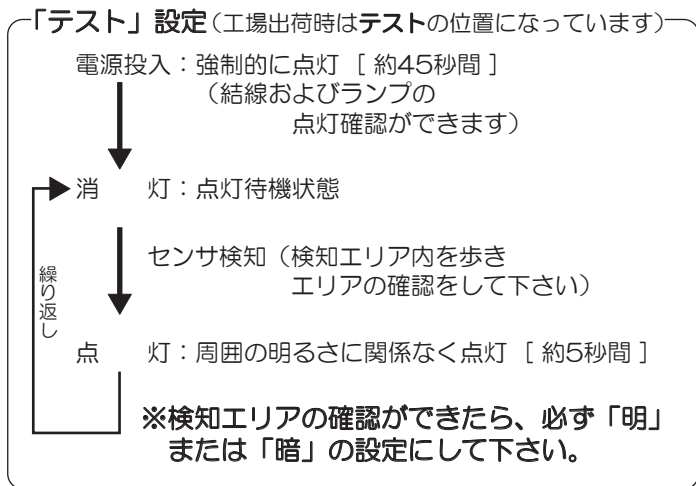 「テスト」設定(工場出荷時はテストの位置になっています)
電源投入:強制的に点灯 [ 約45秒間 ]
(結線およびランプの
点灯確認ができます)
消 灯:点灯待機状態
センサ検知(検知エリア内を歩き
エリアの確認をして下さい)
繰り返し
点 灯:周囲の明るさに関係なく点灯 [ 約5秒間 ]
※検知エリアの確認ができたら、必ず「明」
または「暗」の設定にして下さい。